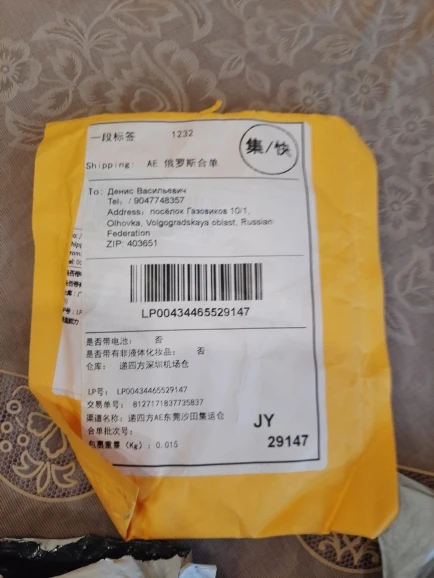 一段标签 1232
集/快
Shipping: AE 俄罗斯合单
To: Денис Васильевич
Tel: / 9047748357
Address: посёлок Газовиков 10/1,
Olhovka, Volgogradskaya oblast, Russian
Federation
ZIP: 403651
LP00434465529147
是否带电池: 否
是否带有非液体化妆品: 否
仓库: 递四方深圳机场仓
LP号: LP00434465529147
交易单号: 8127171837735837
渠道名称: 递四方AE东莞沙田集运仓
合单批次号:
包裹重量 (Kg): 0.015
JY
29147